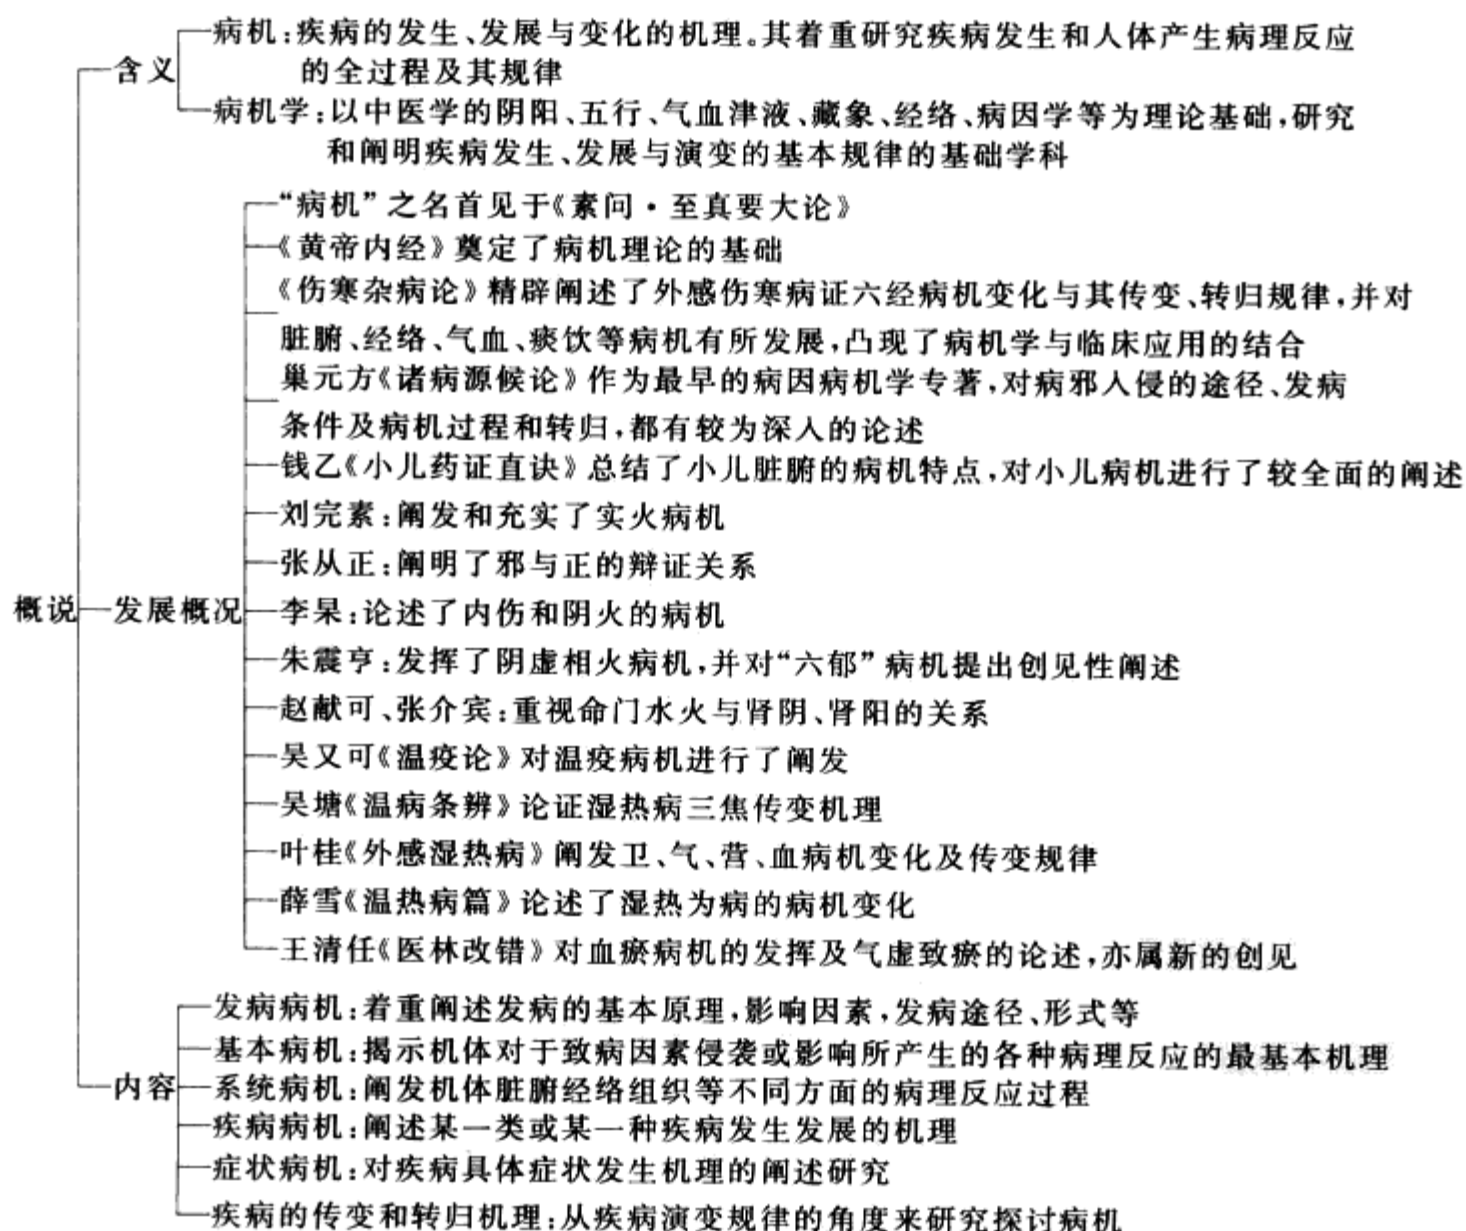 病机:疾病的发生、发展与变化的机理。其着重研究疾病发生和人体产生病理反应
含义
的全过程及其规律
病机学:以中医学的阴阳、五行、气血津液、藏象、经络、病因学等为理论基础,研究
和阐明疾病发生、发展与演变的基本规律的基础学科
“病机”之名首见于《素问·至真要大论》
《黄帝内经》奠定了病机理论的基础
《伤寒杂病论》精辟阐述了外感伤寒病证六经病机变化与其传变、转归规律,并对
脏腑、经络、气血、痰饮等病机有所发展,凸现了病机学与临床应用的结合
巢元方《诸病源候论》作为最早的病因病机学专著,对病邪人侵的途径、发病
条件及病机过程和转归,都有较为深人的论述
钱乙《小儿药证直诀》总结了小儿脏腑的病机特点,对小儿病机进行了较全面的阐述
刘完素:阐发和充实了实火病机
张从正:阐明了邪与正的辩证关系
概说 发展概况 李杲:论述了内伤和阴火的病机
朱震亨:发挥了阴虚相火病机,并对“六郁”病机提出创见性阐述
赵献可、张介宾:重视命门水火与肾阴、肾阳的关系
吴又可《温疫论》对温疫病机进行了阐发
吴塘《温病条辨》论证湿热病三焦传变机理
叶桂《外感湿热病》阐发卫、气、营、血病机变化及传变规律
薛雪《温热病篇》论述了湿热为病的病机变化
王清任《医林改错》对血瘀病机的发挥及气虚致瘀的论述,亦属新的创见
发病病机:着重阐述发病的基本原理,影响因素,发病途径、形式等
基本病机:揭示机体对于致病因素侵袭或影响所产生的各种病理反应的最基本机理
内容 系统病机:阐发机体脏腑经络组织等不同方面的病理反应过程
疾病病机:阐述某一类或某一种疾病发生发展的机理
症状病机:对疾病具体症状发生机理的阐述研究
疾病的传变和转归机理:从疾病演变规律的角度来研究探讨病机